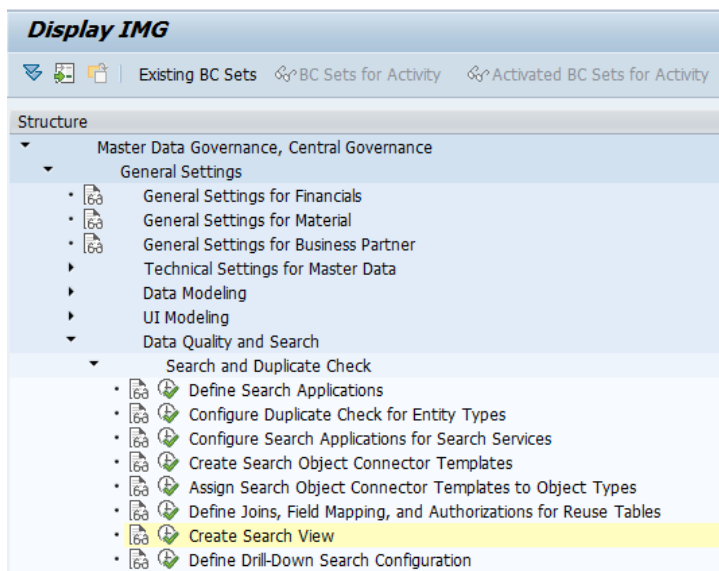 Display IMG
Existing BC Sets BC Sets for Activity Activated BC Sets for Activity
Structure
Master Data Governance, Central Governance
General Settings
General Settings for Financials
General Settings for Material
General Settings for Business Partner
Technical Settings for Master Data
Data Modeling
UI Modeling
Data Quality and Search
Search and Duplicate Check
Define Search Applications
Configure Duplicate Check for Entity Types
Configure Search Applications for Search Services
Create Search Object Connector Templates
Assign Search Object Connector Templates to Object Types
Define Joins, Field Mapping, and Authorizations for Reuse Tables
Create Search View
Define Drill-Down Search Configuration